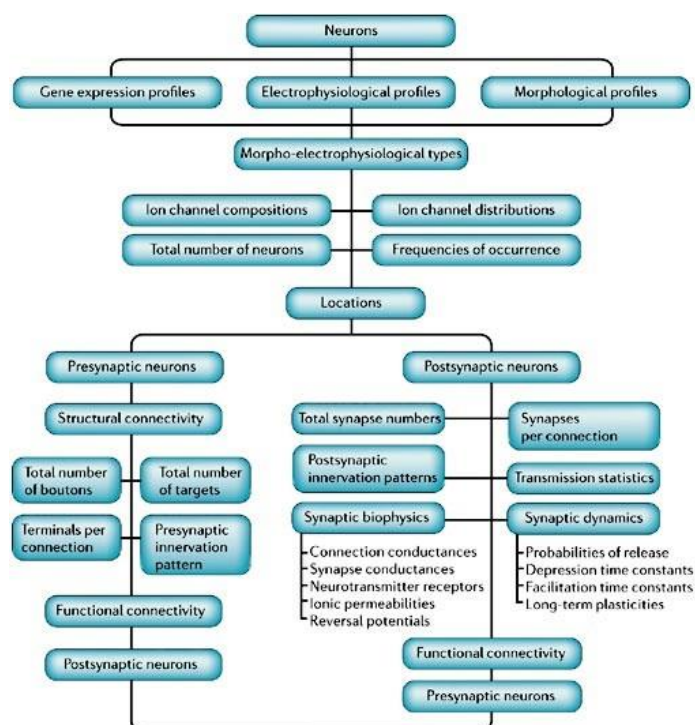 Neurons
Gene expression profiles
Electrophysiological profiles
Morphological profiles
Morpho-electrophysiological types
Ion channel compositions
Ion channel distributions
Total number of neurons
Frequencies of occurrence
Locations
Presynaptic neurons
Structural connectivity
Total number
of boutons
Total number
of targets
Terminals per
connection
Presynaptic
innervation
pattern
Functional connectivity
Postsynaptic neurons
Postsynaptic neurons
Total synapse numbers
Synapses
per connection
Postsynaptic
innervation patterns
Transmission statistics
Synaptic biophysics
Connection conductances
Synapse conductances
Neurotransmitter receptors
Ionic permeabilities
Reversal potentials
Synaptic dynamics
Probabilities of release
Depression time constants
Facilitation time constants
Long-term plasticities
Functional connectivity
Presynaptic neurons